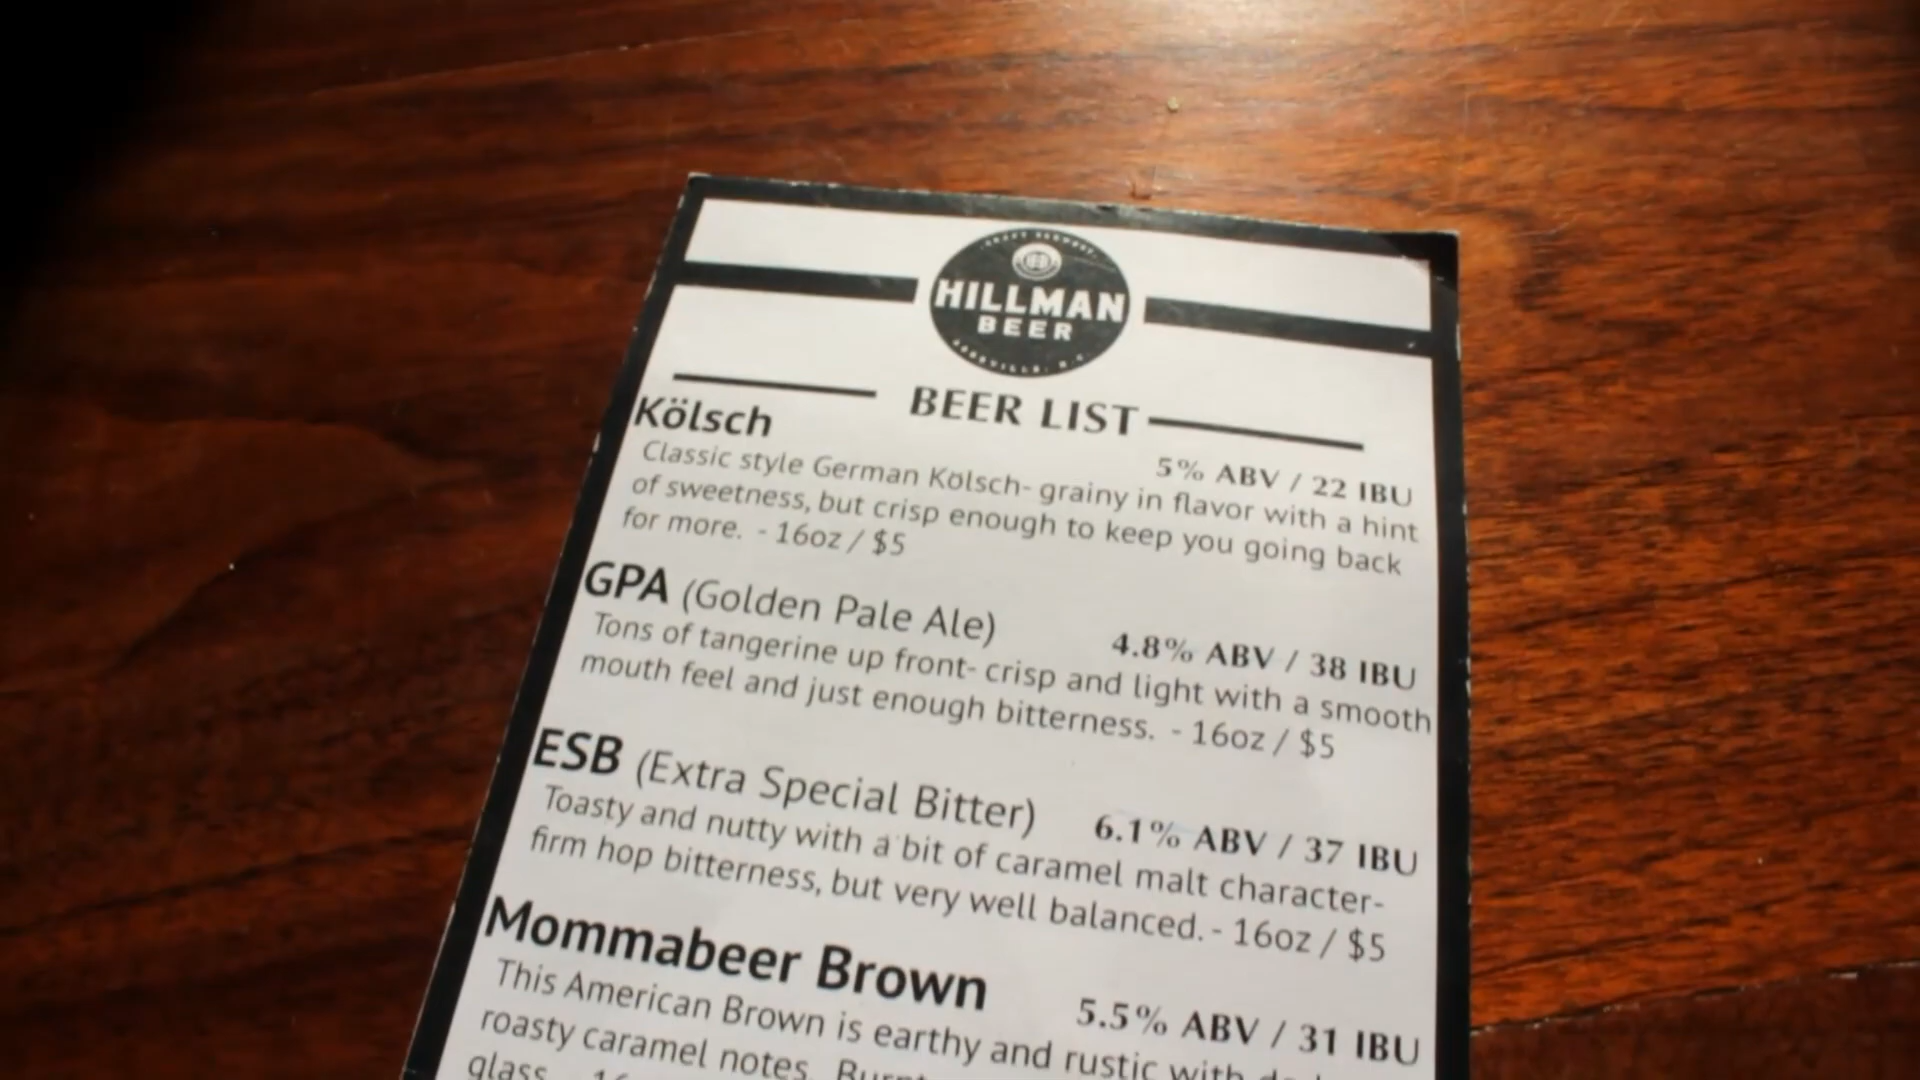 HILLMAN
BEER
BEER LIST
Kölsch
5% ABV / 22 IBU
Classic style German Kölsch- grainy in flavor with a hint
of sweetness, but crisp enough to keep you going back
for more. - 16oz / $5
GPA (Golden Pale Ale)
4.8% ABV / 38 IBU
Tons of tangerine up front- crisp and light with a smooth
mouth feel and just enough bitterness. - 16oz / $5
ESB (Extra Special Bitter)
6.1% ABV / 37 IBU
Toasty and nutty with a bit of caramel malt character-
firm hop bitterness, but very well balanced. - 16oz / $5
Mommabeer Brown
5.5% ABV / 31 IBU
This American Brown is earthy and rustic with
roasty caramel notes.
glass